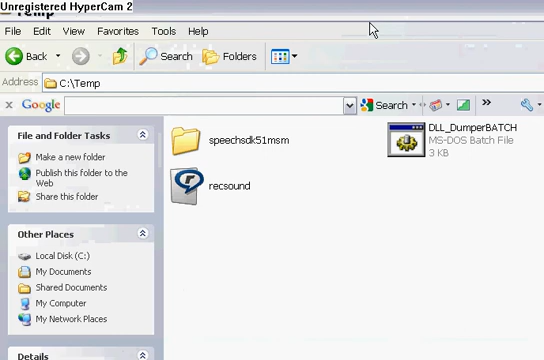 Unregistered HyperCam 2
Temp
File Edit View Favorites Tools Help
Back Search Folders
Address C:\Temp
x Google Search »
File and Folder Tasks
Make a new folder
Publish this folder to the
Web
Share this folder
Other Places
Local Disk (C:)
My Documents
Shared Documents
My Computer
My Network Places
Details
speechsdk51msm
DLL_DumperBATCH
MS-DOS Batch File
3 KB
recsound